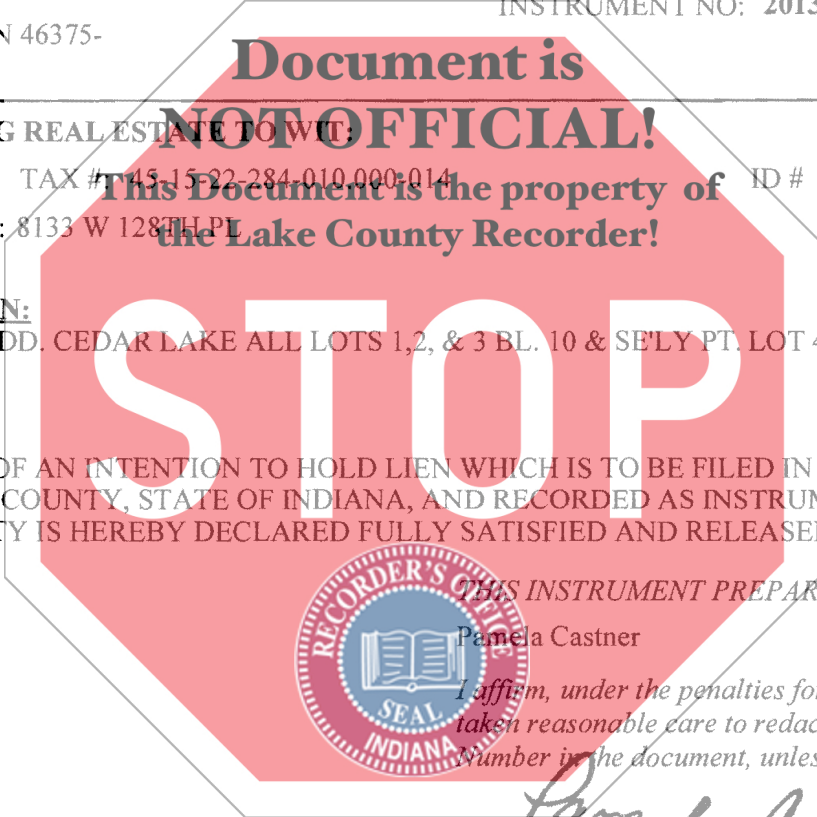 INSTRUMENT NO: 2013
N 46375-
Document is
NOT OFFICIAL!
G REAL ESTATE TO WIT:
TAX #: 45-15-22-284-010.000-014 ID #
This Document is the property of
: 8133 W 128TH PL
the Lake County Recorder!
N:
DD. CEDAR LAKE ALL LOTS 1,2, & 3 BL. 10 & SE'LY PT. LOT 4
STOP
OF AN INTENTION TO HOLD LIEN WHICH IS TO BE FILED IN
COUNTY, STATE OF INDIANA, AND RECORDED AS INSTRUM
TY IS HEREBY DECLARED FULLY SATISFIED AND RELEASE
RECORDER'S OFFICE
SEAL
INDIANA
THIS INSTRUMENT PREPAR
Pamela Castner
I affirm, under the penalties fo
taken reasonable care to redac
Number in the document, unles